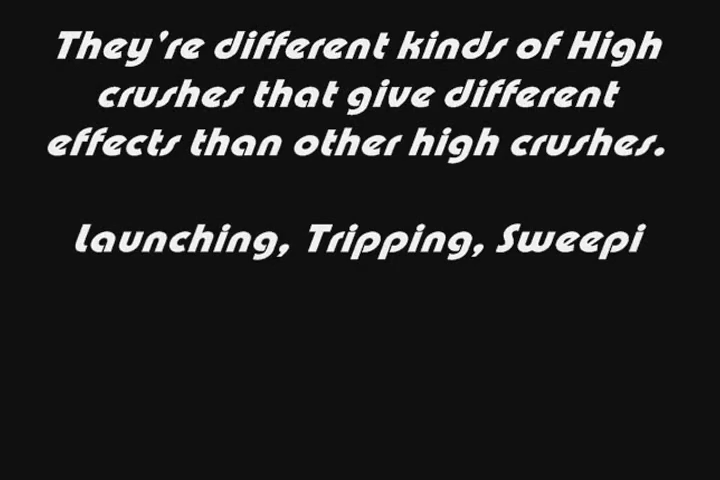 They're different kinds of High
crushes that give different
effects than other high crushes.
Launching, Tripping, Sweepi